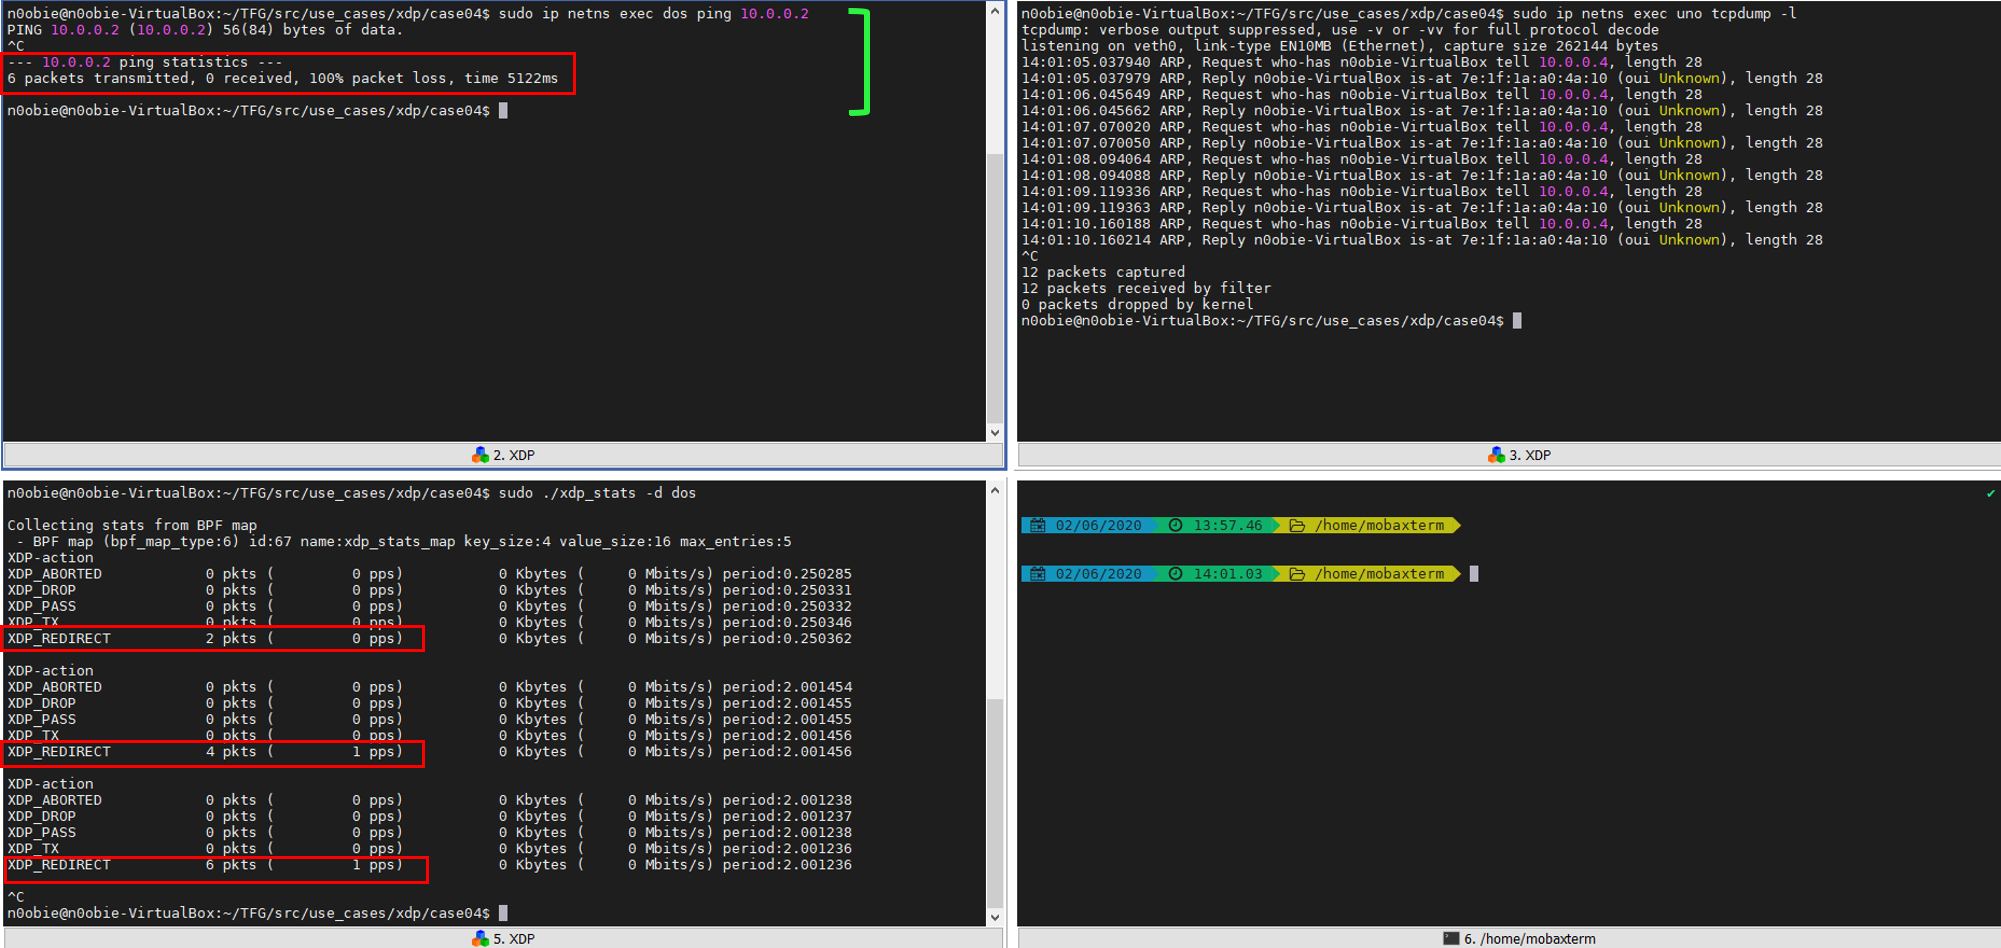 n0obie@n0obie-VirtualBox:~/TFG/src/use_cases/xdp/case04$ sudo ip netns exec dos ping 10.0.0.2
PING 10.0.0.2 (10.0.0.2) 56(84) bytes of data.
^C
--- 10.0.0.2 ping statistics ---
6 packets transmitted, 0 received, 100% packet loss, time 5122ms
n0obie@n0obie-VirtualBox:~/TFG/src/use_cases/xdp/case04$
2. XDP
n0obie@n0obie-VirtualBox:~/TFG/src/use_cases/xdp/case04$ sudo ip netns exec uno tcpdump -l
tcpdump: verbose output suppressed, use -v or -vv for full protocol decode
listening on veth0, link-type EN10MB (Ethernet), capture size 262144 bytes
14:01:05.037940 ARP, Request who-has n0obie-VirtualBox tell 10.0.0.4, length 28
14:01:05.037979 ARP, Reply n0obie-VirtualBox is-at 7e:1f:1a:a0:4a:10 (oui Unknown), length 28
14:01:06.045649 ARP, Request who-has n0obie-VirtualBox tell 10.0.0.4, length 28
14:01:06.045662 ARP, Reply n0obie-VirtualBox is-at 7e:1f:1a:a0:4a:10 (oui Unknown), length 28
14:01:07.070020 ARP, Request who-has n0obie-VirtualBox tell 10.0.0.4, length 28
14:01:07.070050 ARP, Reply n0obie-VirtualBox is-at 7e:1f:1a:a0:4a:10 (oui Unknown), length 28
14:01:08.094064 ARP, Request who-has n0obie-VirtualBox tell 10.0.0.4, length 28
14:01:08.094088 ARP, Reply n0obie-VirtualBox is-at 7e:1f:1a:a0:4a:10 (oui Unknown), length 28
14:01:09.119336 ARP, Request who-has n0obie-VirtualBox tell 10.0.0.4, length 28
14:01:09.119363 ARP, Reply n0obie-VirtualBox is-at 7e:1f:1a:a0:4a:10 (oui Unknown), length 28
14:01:10.160188 ARP, Request who-has n0obie-VirtualBox tell 10.0.0.4, length 28
14:01:10.160214 ARP, Reply n0obie-VirtualBox is-at 7e:1f:1a:a0:4a:10 (oui Unknown), length 28
^C
12 packets captured
12 packets received by filter
0 packets dropped by kernel
n0obie@n0obie-VirtualBox:~/TFG/src/use_cases/xdp/case04$
3. XDP
n0obie@n0obie-VirtualBox:~/TFG/src/use_cases/xdp/case04$ sudo ./xdp_stats -d dos
Collecting stats from BPF map
- BPF map (bpf_map_type:6) id:67 name:xdp_stats_map key_size:4 value_size:16 max_entries:5
XDP-action
XDP_ABORTED 0 pkts ( 0 pps) 0 Kbytes ( 0 Mbits/s) period:0.250285
XDP_DROP 0 pkts ( 0 pps) 0 Kbytes ( 0 Mbits/s) period:0.250331
XDP_PASS 0 pkts ( 0 pps) 0 Kbytes ( 0 Mbits/s) period:0.250332
XDP_TX 0 pkts ( 0 pps) 0 Kbytes ( 0 Mbits/s) period:0.250346
XDP_REDIRECT 2 pkts ( 0 pps) 0 Kbytes ( 0 Mbits/s) period:0.250362
XDP-action
XDP_ABORTED 0 pkts ( 0 pps) 0 Kbytes ( 0 Mbits/s) period:2.001454
XDP_DROP 0 pkts ( 0 pps) 0 Kbytes ( 0 Mbits/s) period:2.001455
XDP_PASS 0 pkts ( 0 pps) 0 Kbytes ( 0 Mbits/s) period:2.001455
XDP_TX 0 pkts ( 0 pps) 0 Kbytes ( 0 Mbits/s) period:2.001456
XDP_REDIRECT 4 pkts ( 1 pps) 0 Kbytes ( 0 Mbits/s) period:2.001456
XDP-action
XDP_ABORTED 0 pkts ( 0 pps) 0 Kbytes ( 0 Mbits/s) period:2.001238
XDP_DROP 0 pkts ( 0 pps) 0 Kbytes ( 0 Mbits/s) period:2.001237
XDP_PASS 0 pkts ( 0 pps) 0 Kbytes ( 0 Mbits/s) period:2.001238
XDP_TX 0 pkts ( 0 pps) 0 Kbytes ( 0 Mbits/s) period:2.001236
XDP_REDIRECT 6 pkts ( 1 pps) 0 Kbytes ( 0 Mbits/s) period:2.001236
^C
n0obie@n0obie-VirtualBox:~/TFG/src/use_cases/xdp/case04$
5. XDP
02/06/2020 13:57.46 /home/mobaxterm
02/06/2020 14:01.03 /home/mobaxterm
6. /home/mobaxterm